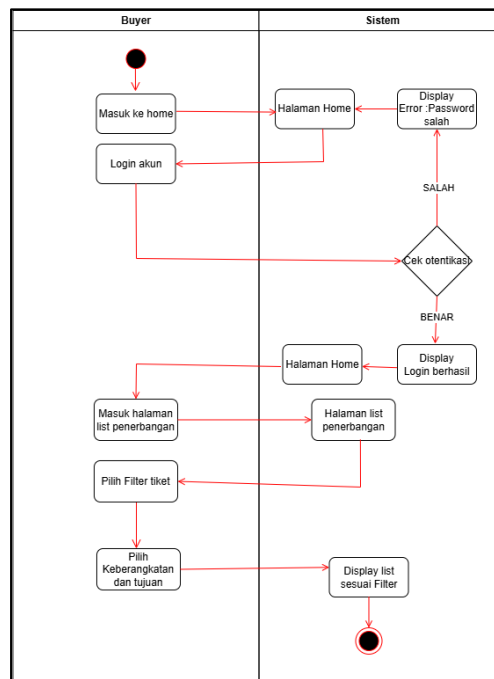 Buyer
Sistem
Masuk ke home
Halaman Home
Display
Error :Password
salah
Login akun
SALAH
Cek otentikasi
BENAR
Halaman Home
Display
Login berhasil
Masuk halaman
list penerbangan
Halaman list
penerbangan
Pilih Filter tiket
Pilih
Keberangkatan
dan tujuan
Display list
sesuai Filter